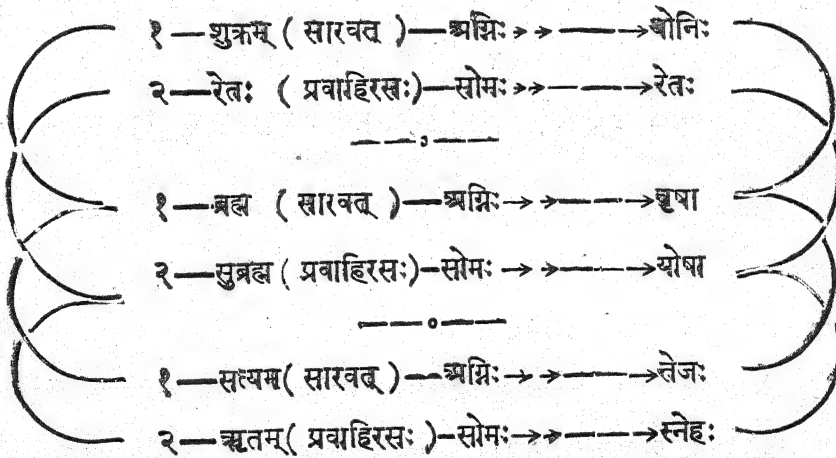 १—शुक्रम् ( सारवत् )—अग्निः→→——→योनिः
२—रेतः ( प्रवाहिरसः)—सोमः→→——→रेतः
१—ब्रह्म ( सारवत् )—अग्निः→→——→वृषा
२—सुब्रह्म ( प्रवाहिरसः)—सोमः→→——→योषा
१—सत्यम( सारवत् )—अग्निः→→——→तेजः
२—ऋतम्( प्रवाहिरसः )—सोमः→→——→स्नेहः